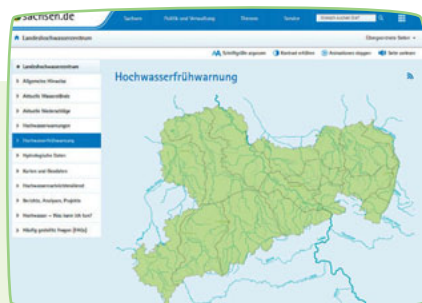 sachsen.de
Sachsen Politik und Verwaltung Themen Service
Landeshochwasserzentrum
Übergeordnete Seiten
Schriftgröße anpassen Kontrast erhöhen Animationen stoppen Seite vorlesen
Landeshochwasserzentrum
Allgemeine Hinweise
Aktuelle Wasserstände
Aktuelle Niederschläge
Hochwasserwarnungen
Hochwasserfrühwarnung
Hydrologische Daten
Karten und Überblick
Hochwassernachrichtendienst
Berichte, Analysen, Projekte
Hochwasser – Was kann ich tun?
Häufig gestellte Fragen (FAQs)
Hochwasserfrühwarnung